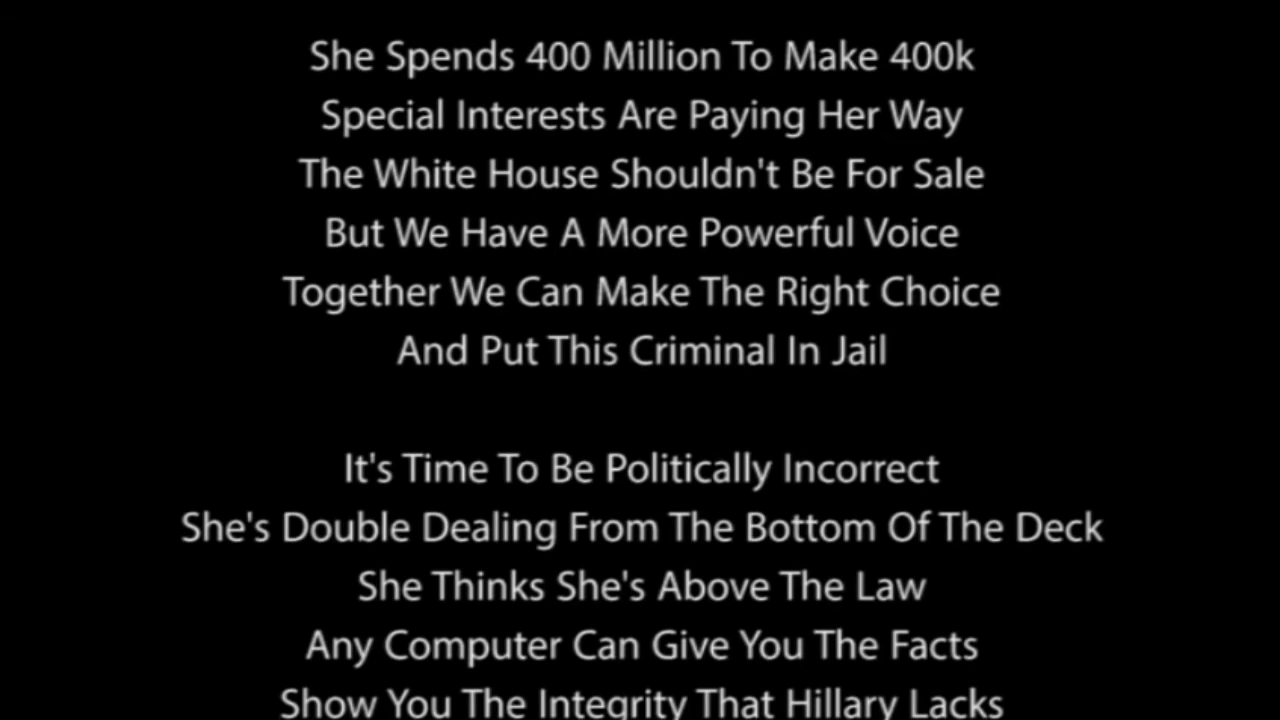 She Spends 400 Million To Make 400k
Special Interests Are Paying Her Way
The White House Shouldn't Be For Sale
But We Have A More Powerful Voice
Together We Can Make The Right Choice
And Put This Criminal In Jail
It's Time To Be Politically Incorrect
She's Double Dealing From The Bottom Of The Deck
She Thinks She's Above The Law
Any Computer Can Give You The Facts
Show You The Integrity That Hillary Lacks